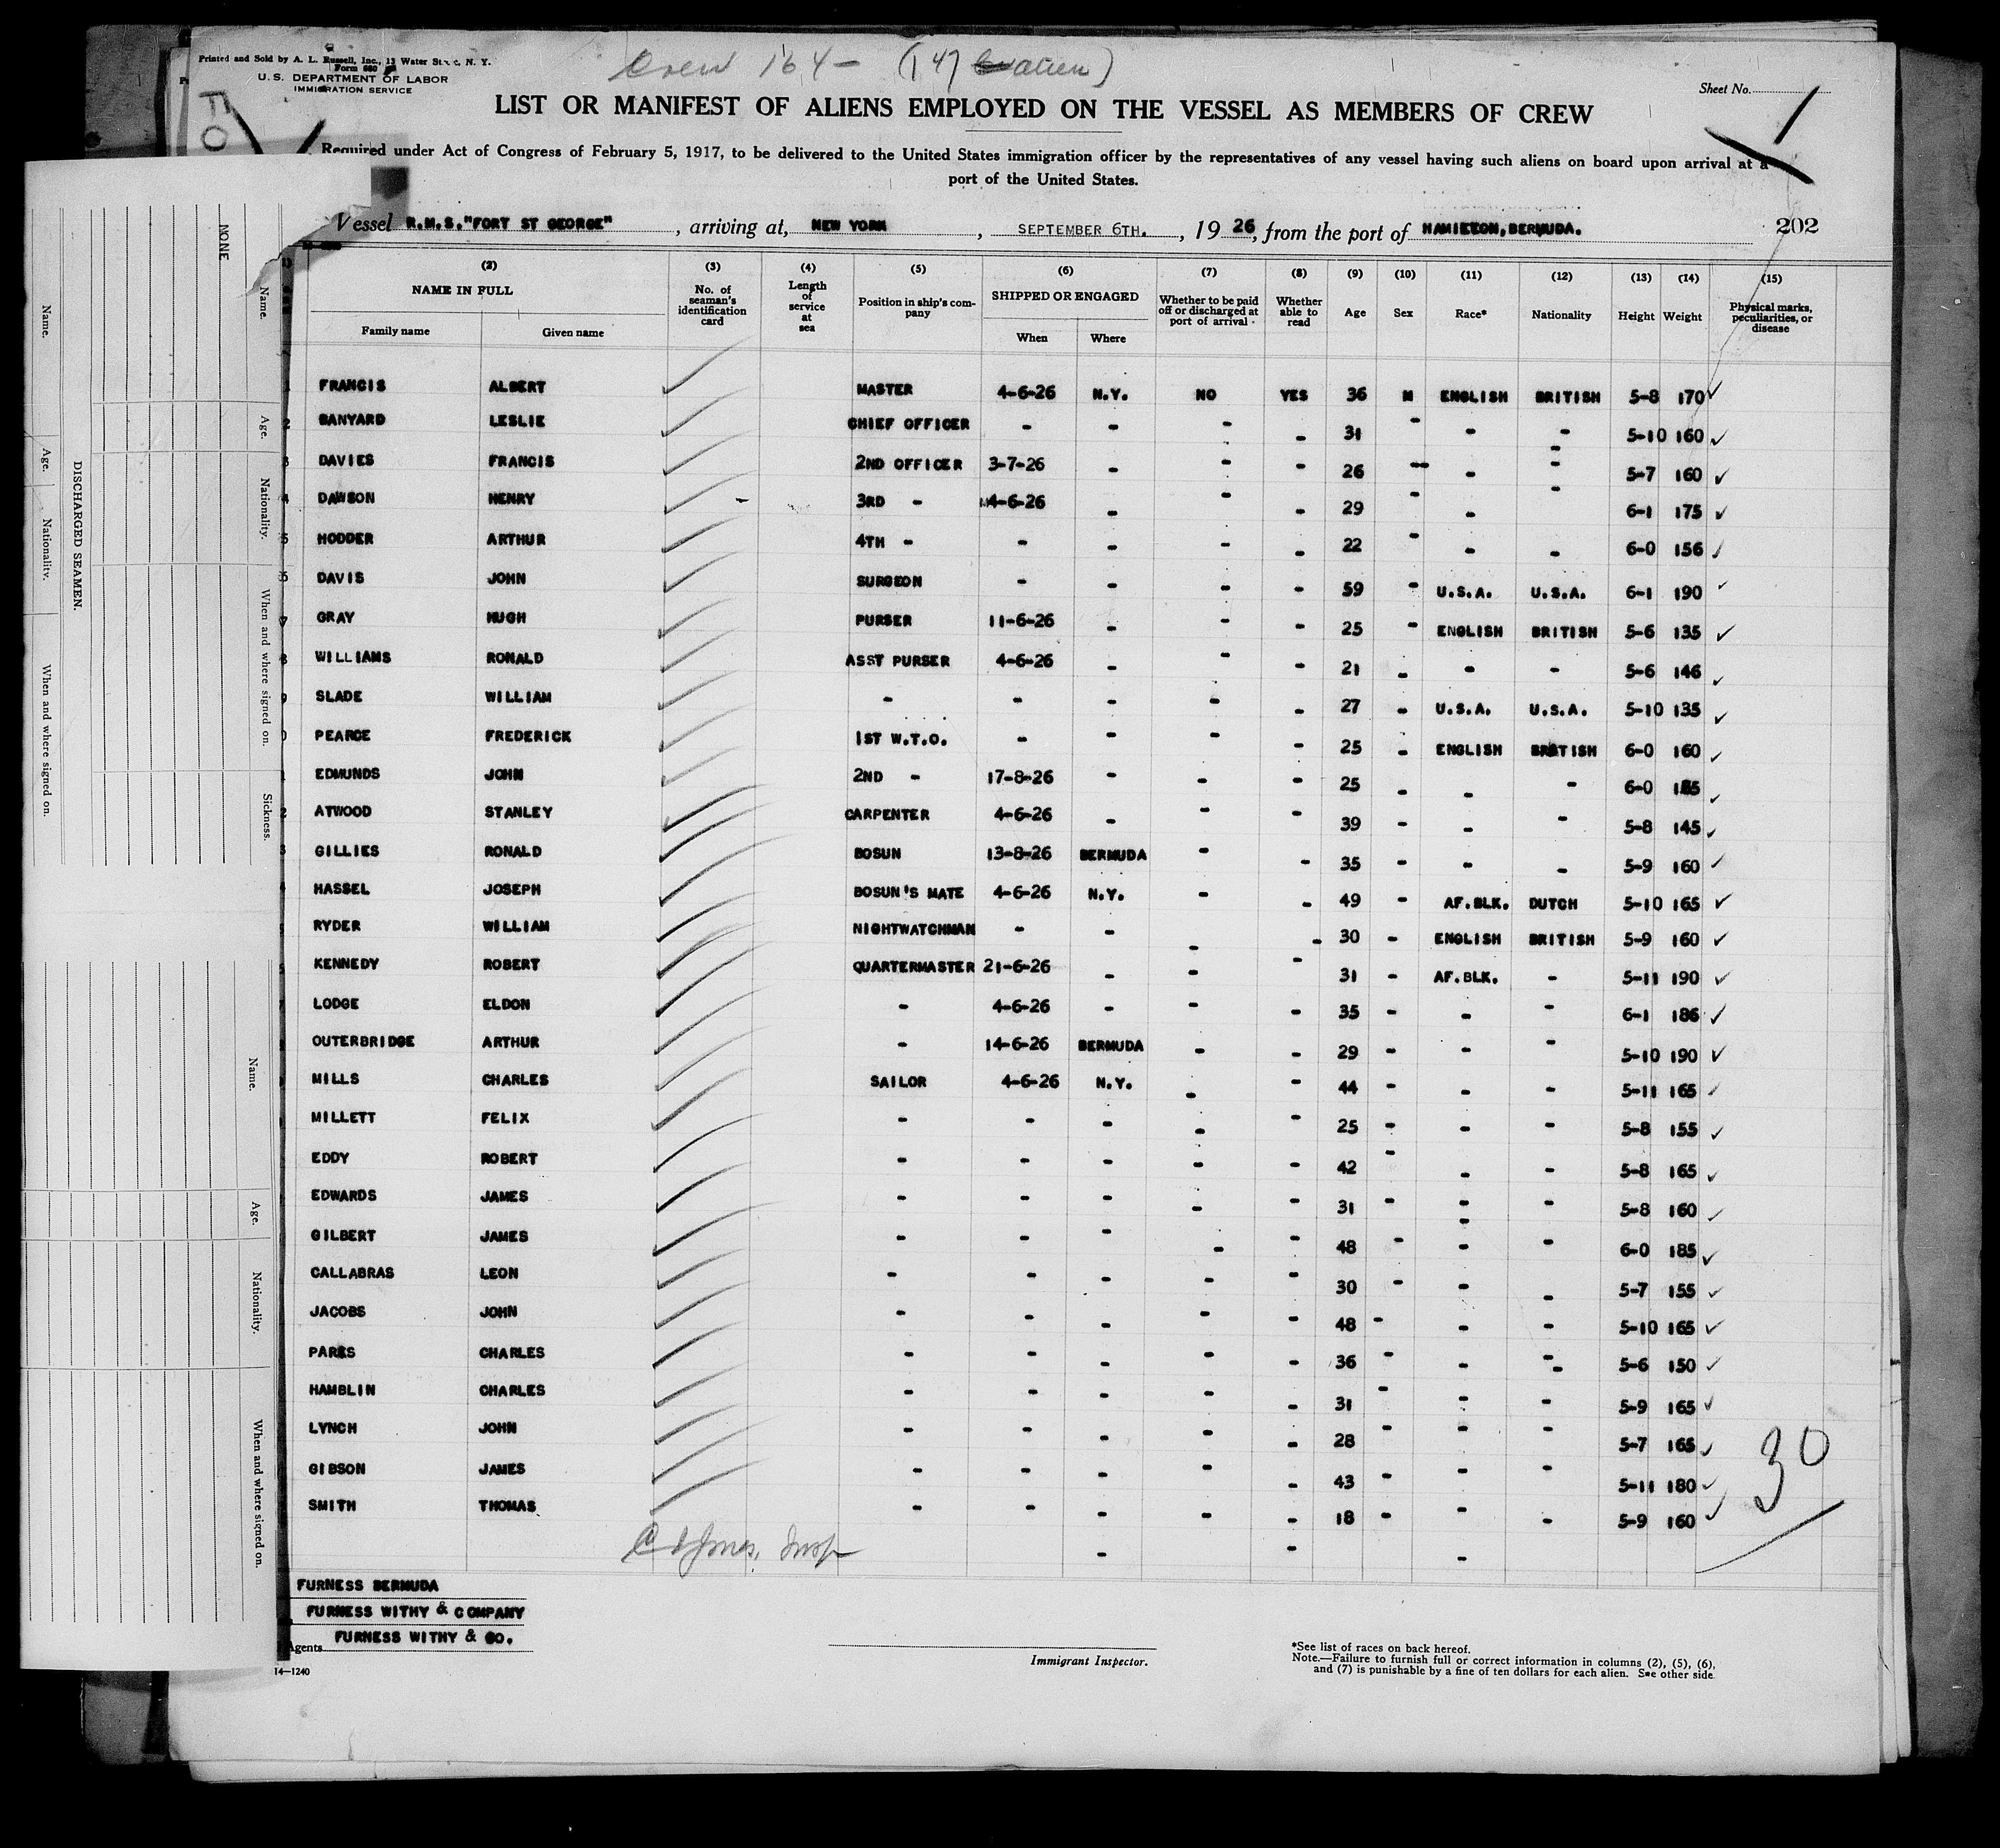 Printed and Sold by A. L. Russell, Inc., 13 Water St., N. Y.
Form 680
U.S. DEPARTMENT OF LABOR
IMMIGRATION SERVICE
Crew 164 - (147 alien)
Sheet No. 1
LIST OR MANIFEST OF ALIENS EMPLOYED ON THE VESSEL AS MEMBERS OF CREW
Required under Act of Congress of February 5, 1917, to be delivered to the United States immigration officer by the representatives of any vessel having such aliens on board upon arrival at a
port of the United States.
Vessel R.M.S."FORT ST GEORGE", arriving at, NEW YORK, SEPTEMBER 6TH., 1926, from the port of HAMILTON, BERMUDA. 202
(2) (3) (4) (5) (6) (7) (8) (9) (10) (11) (12) (13) (14) (15)
NAME IN FULL No. of seaman's identification card Length of service at sea Position in ship's company SHIPPED OR ENGAGED Whether to be paid off or discharged at port of arrival Whether able to read Age Sex Race* Nationality Height Weight Physical marks, peculiarities, or disease
Family name Given name When Where
FRANCIS ALBERT MASTER 4-6-26 N.Y. NO YES 36 M ENGLISH BRITISH 5-8 170
BANYARD LESLIE CHIEF OFFICER - - - - 31 - - - 5-10 160
DAVIES FRANCIS 2ND OFFICER 3-7-26 - - - 26 - - - 5-7 160
DAWSON HENRY 3RD - 4-6-26 - - - 29 - - - 6-1 175
HODDER ARTHUR 4TH - - - - - 22 - - - 6-0 156
DAVIS JOHN SURGEON - - - - 59 - U.S.A. U.S.A. 6-1 190
GRAY HUGH PURSER 11-6-26 - - - 25 - ENGLISH BRITISH 5-6 135
WILLIAMS RONALD ASST PURSER 4-6-26 - - - 21 - - - 5-6 146
SLADE WILLIAM - - - - - 27 - U.S.A. U.S.A. 5-10 135
PEARCE FREDERICK 1ST W.T.O. - - - - 25 - ENGLISH BRITISH 6-0 160
EDMUNDS JOHN 2ND - 17-8-26 - - - 25 - - - 6-0
ATWOOD STANLEY CARPENTER 4-6-26 - - - 39 - - - 5-8 145
GILLIES RONALD BOSUN 13-8-26 BERMUDA - - 35 - - - 5-9 160
HASSEL JOSEPH BOSUN'S MATE 4-6-26 N.Y. - - 49 - AF.BLK. DUTCH 5-10 165
RYDER WILLIAM NIGHTWATCHMAN - - - - 30 - ENGLISH BRITISH 5-9 160
KENNEDY ROBERT QUARTERMASTER 21-6-26 - - - 31 - AF.BLK. - 5-11 190
LODGE ELDON - 4-6-26 - - - 35 - - - 6-1 186
OUTERBRIDGE ARTHUR - 14-6-26 BERMUDA - - 29 - - - 5-10 190
MILLS CHARLES SAILOR 4-6-26 N.Y. - - 44 - - - 5-11 165
MILLETT FELIX - - - - - 25 - - - 5-8 155
EDDY ROBERT - - - - - 42 - - - 5-8 165
EDWARDS JAMES - - - - - 31 - - - 5-8 160
GILBERT JAMES - - - - - 48 - - - 6-0 185
CALLABRAS LEON - - - - - 30 - - - 5-7 155
JACOBS JOHN - - - - - 48 - - - 5-10 165
PARKS CHARLES - - - - - 36 - - - 5-6 150
HAMBLIN CHARLES - - - - - 31 - - - 5-9 165
LYNCH JOHN - - - - - 28 - - - 5-7 165
GIBSON JAMES - - - - - 43 - - - 5-11 180
SMITH THOMAS - - - - - 18 - - - 5-9 160
30
Jones, Insp
FURNESS BERMUDA
FURNESS WITHY & COMPANY
Agents FURNESS WITHY & CO.
14-1240
Immigrant Inspector.
*See list of races on back hereof.
Note.—Failure to furnish full or correct information in columns (2), (5), (6),
and (7) is punishable by a fine of ten dollars for each alien. See other side
DISCHARGED SEAMEN.
NONE
Name. Age. Nationality. When and where signed on.
Name. Age. Nationality. When and where signed on. Sickness.
Name. Age. Nationality. When and where signed on.